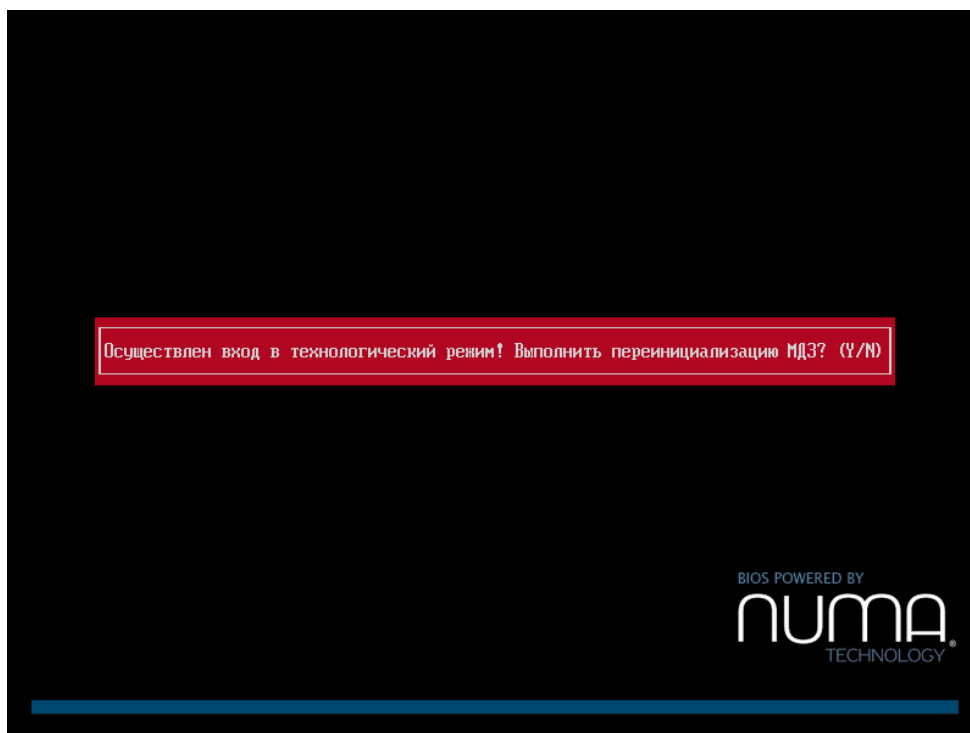 Осуществлен вход в технологический режим! Выполнить переинициализацию МДЗ? (Y/N)
BIOS POWERED BY
numa®
TECHNOLOGY